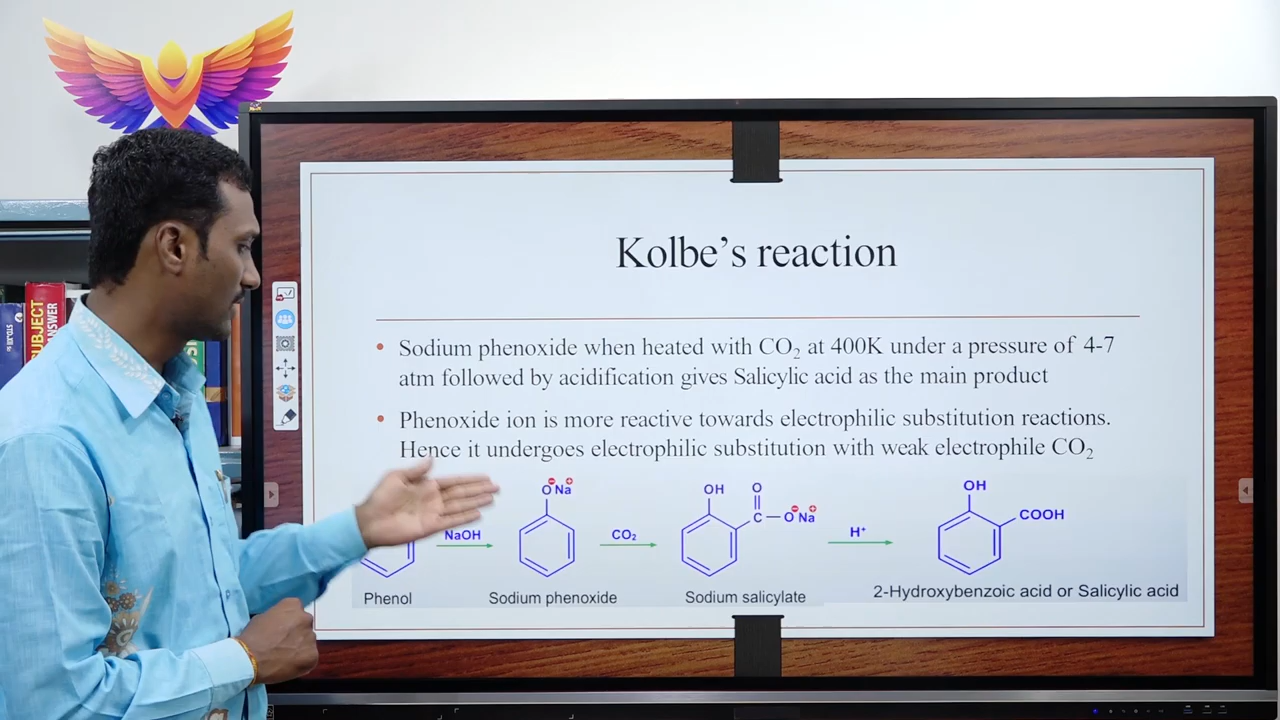 Kolbe's reaction
• Sodium phenoxide when heated with CO₂ at 400K under a pressure of 4-7
atm followed by acidification gives Salicylic acid as the main product
• Phenoxide ion is more reactive towards electrophilic substitution reactions.
Hence it undergoes electrophilic substitution with weak electrophile CO₂
SUBJECT
ANSWER
O⊖Na⊕
NaOH
CO₂
OH
O
C
O⊖Na⊕
H⁺
OH
COOH
Phenol
Sodium phenoxide
Sodium salicylate
2-Hydroxybenzoic acid or Salicylic acid